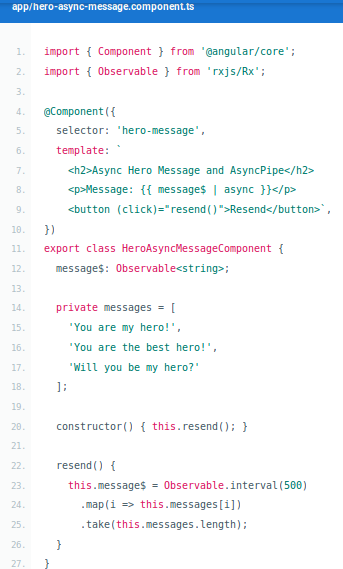 app/hero-async-message.component.ts
1. import { Component } from '@angular/core';
2. import { Observable } from 'rxjs/Rx';
3.
4. @Component({
5. selector: 'hero-message',
6. template: `
7. <h2>Async Hero Message and AsyncPipe</h2>
8. <p>Message: {{ message$ | async }}</p>
9. <button (click)="resend()">Resend</button>`,
10. })
11. export class HeroAsyncMessageComponent {
12. message$: Observable<string>;
13.
14. private messages = [
15. 'You are my hero!',
16. 'You are the best hero!',
17. 'Will you be my hero?'
18. ];
19.
20. constructor() { this.resend(); }
21.
22. resend() {
23. this.message$ = Observable.interval(500)
24. .map(i => this.messages[i])
25. .take(this.messages.length);
26. }
27. }